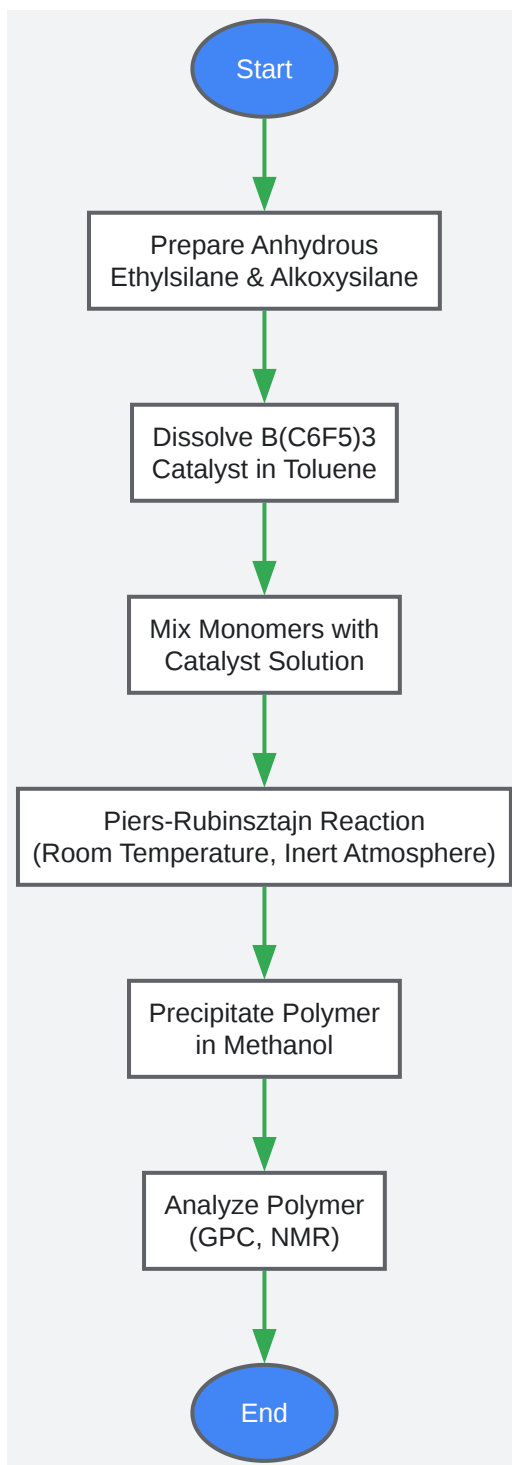 Start
Prepare Anhydrous
Ethylsilane & Alkoxysilane
Dissolve B(C6F5)3
Catalyst in Toluene
Mix Monomers with
Catalyst Solution
Piers-Rubinsztajn Reaction
(Room Temperature, Inert Atmosphere)
Precipitate Polymer
in Methanol
Analyze Polymer
(GPC, NMR)
End